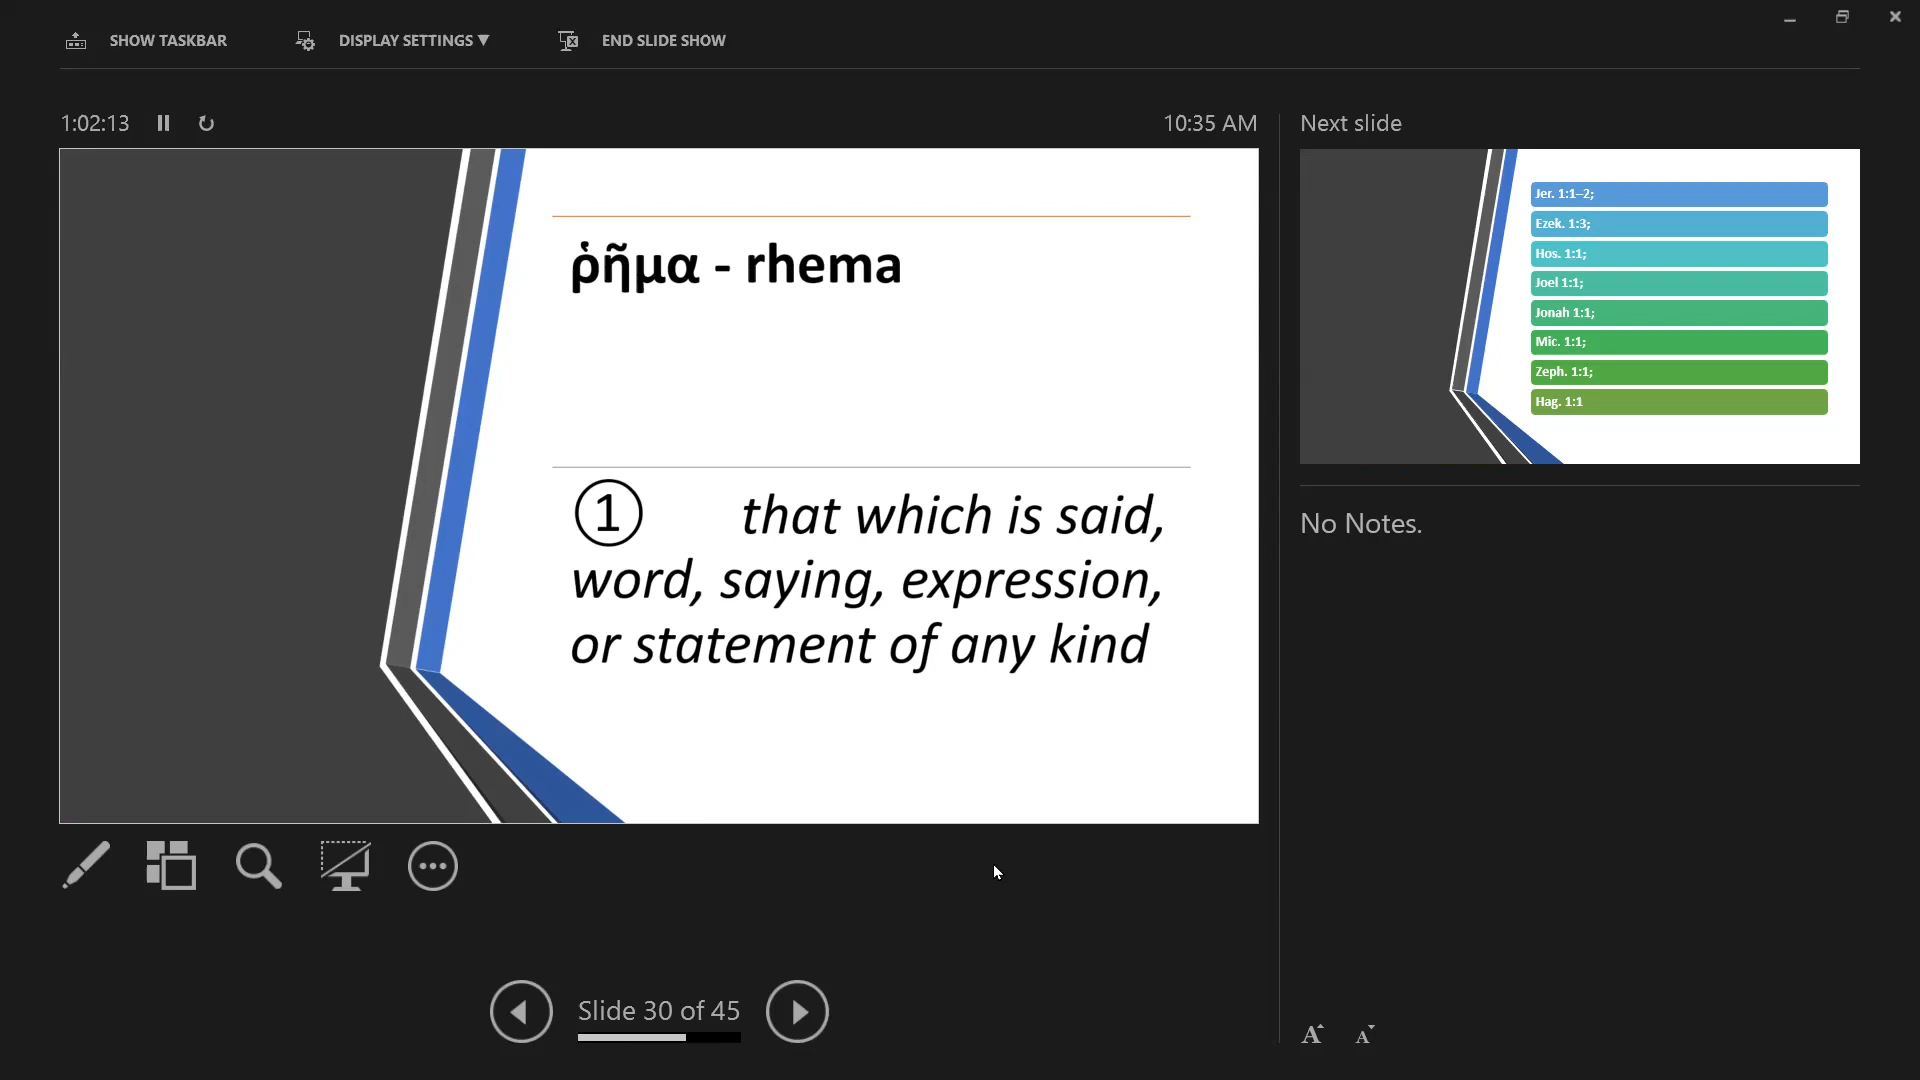 SHOW TASKBAR
DISPLAY SETTINGS ▼
END SLIDE SHOW
1:02:13
10:35 AM
ῥῆμα - rhema
① that which is said,
word, saying, expression,
or statement of any kind
Slide 30 of 45
Next slide
Jer. 1:1–2;
Ezek. 1:3;
Hos. 1:1;
Joel 1:1;
Jonah 1:1;
Mic. 1:1;
Zeph. 1:1;
Hag. 1:1
No Notes.
A A